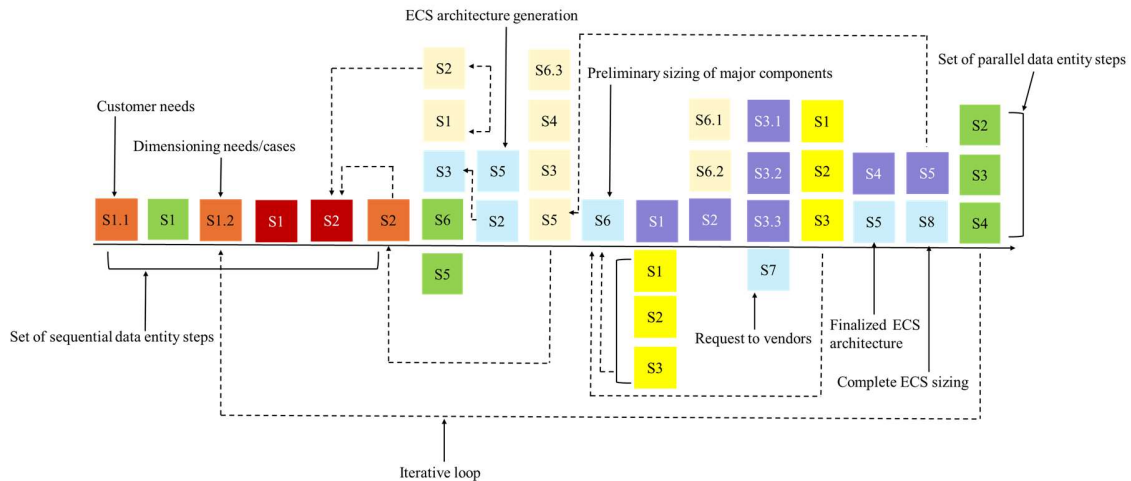 ECS architecture generation
S2
S6.3
Preliminary sizing of major components
Set of parallel data entity steps
Customer needs
S1
S4
S6.1
S3.1
S1
S2
Dimensioning needs/cases
S3
S5
S3
S6.2
S3.2
S2
S4
S5
S3
S1.1
S1
S1.2
S1
S2
S2
S6
S2
S5
S6
S1
S2
S3.3
S3
S5
S8
S4
S5
S1
S7
S2
Set of sequential data entity steps
Request to vendors
Finalized ECS
architecture
S3
Complete ECS sizing
Iterative loop